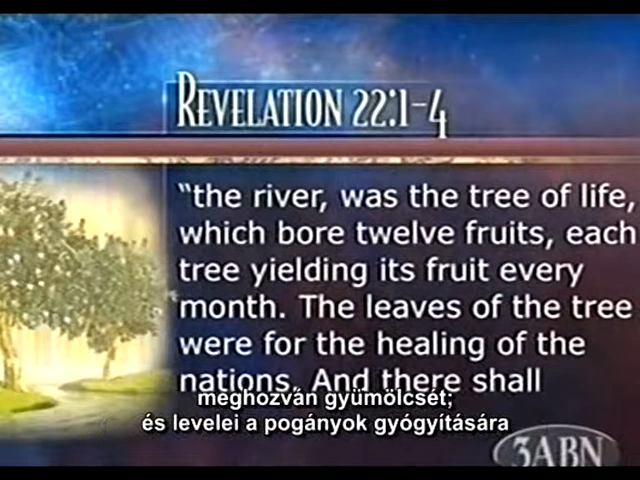 REVELATION 22:1-4
“the river, was the tree of life,
which bore twelve fruits, each
tree yielding its fruit every
month. The leaves of the tree
were for the healing of the
nations. And there shall
meghozván gyümölcsét;
és levelei a pogányok gyógyítására
3ABN